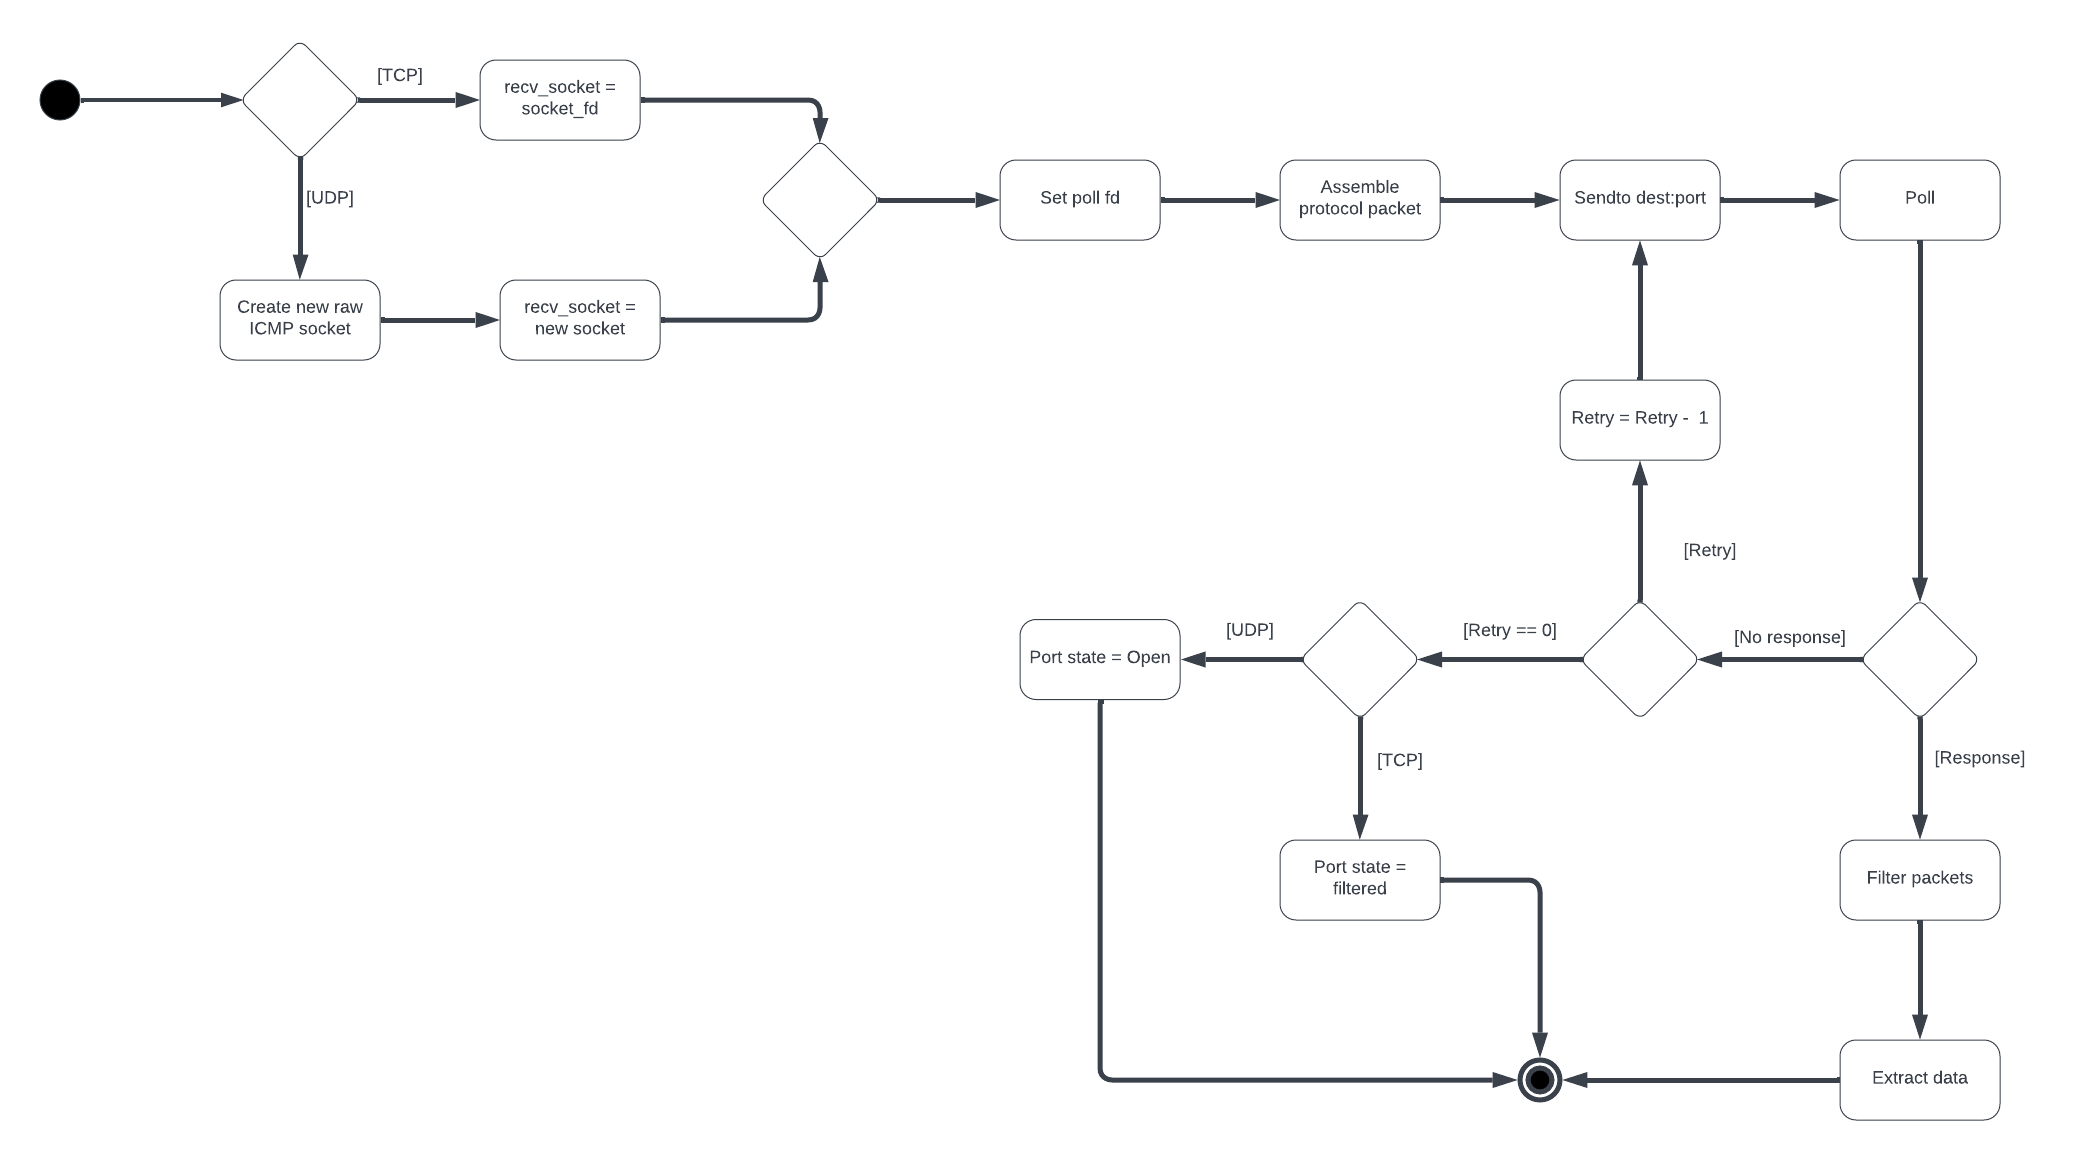 [TCP]
recv_socket =
socket_fd
[UDP]
Create new raw
ICMP socket
recv_socket =
new socket
Set poll fd
Assemble
protocol packet
Sendto dest:port
Poll
Retry = Retry -  1
[Retry]
[No response]
[Retry == 0]
[UDP]
Port state = Open
[TCP]
Port state =
filtered
[Response]
Filter packets
Extract data